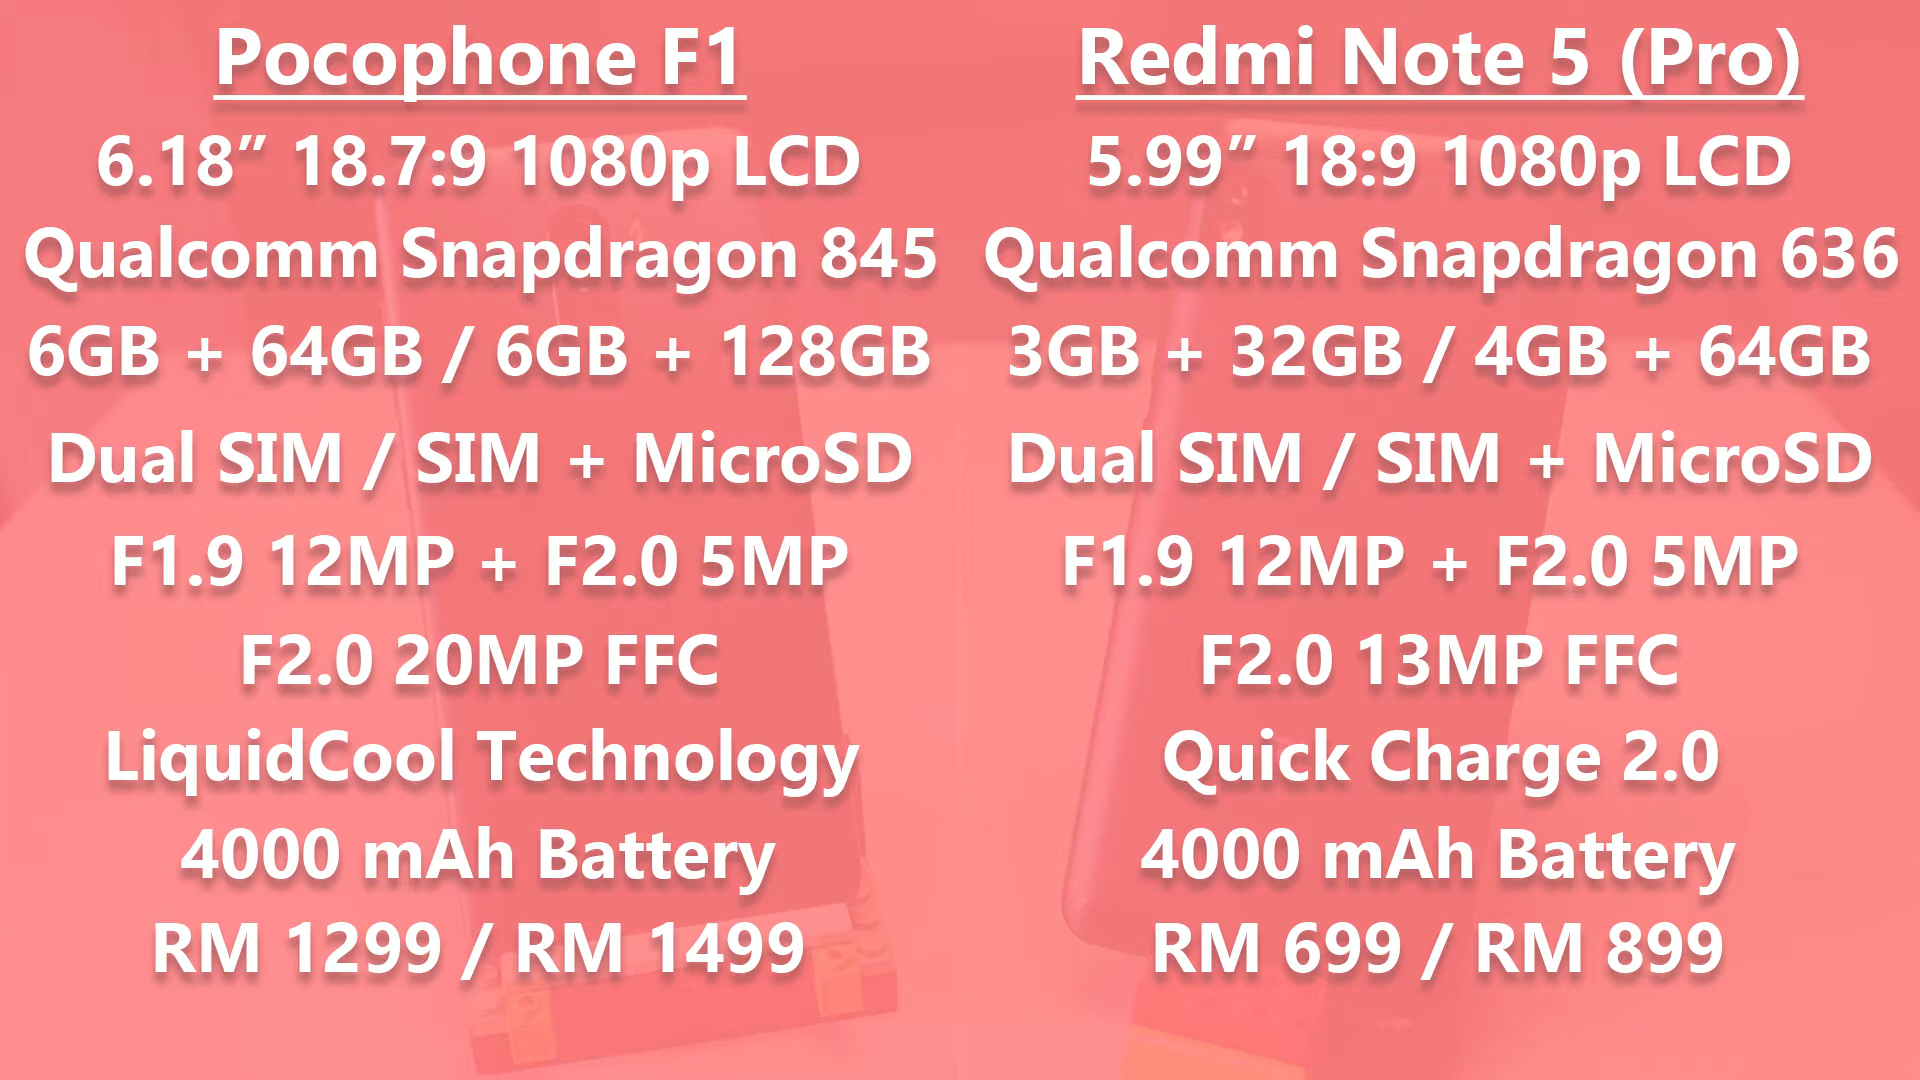 Pocophone F1
6.18” 18.7:9 1080p LCD
Qualcomm Snapdragon 845
6GB + 64GB / 6GB + 128GB
Dual SIM / SIM + MicroSD
F1.9 12MP + F2.0 5MP
F2.0 20MP FFC
LiquidCool Technology
4000 mAh Battery
RM 1299 / RM 1499
Redmi Note 5 (Pro)
5.99” 18:9 1080p LCD
Qualcomm Snapdragon 636
3GB + 32GB / 4GB + 64GB
Dual SIM / SIM + MicroSD
F1.9 12MP + F2.0 5MP
F2.0 13MP FFC
Quick Charge 2.0
4000 mAh Battery
RM 699 / RM 899